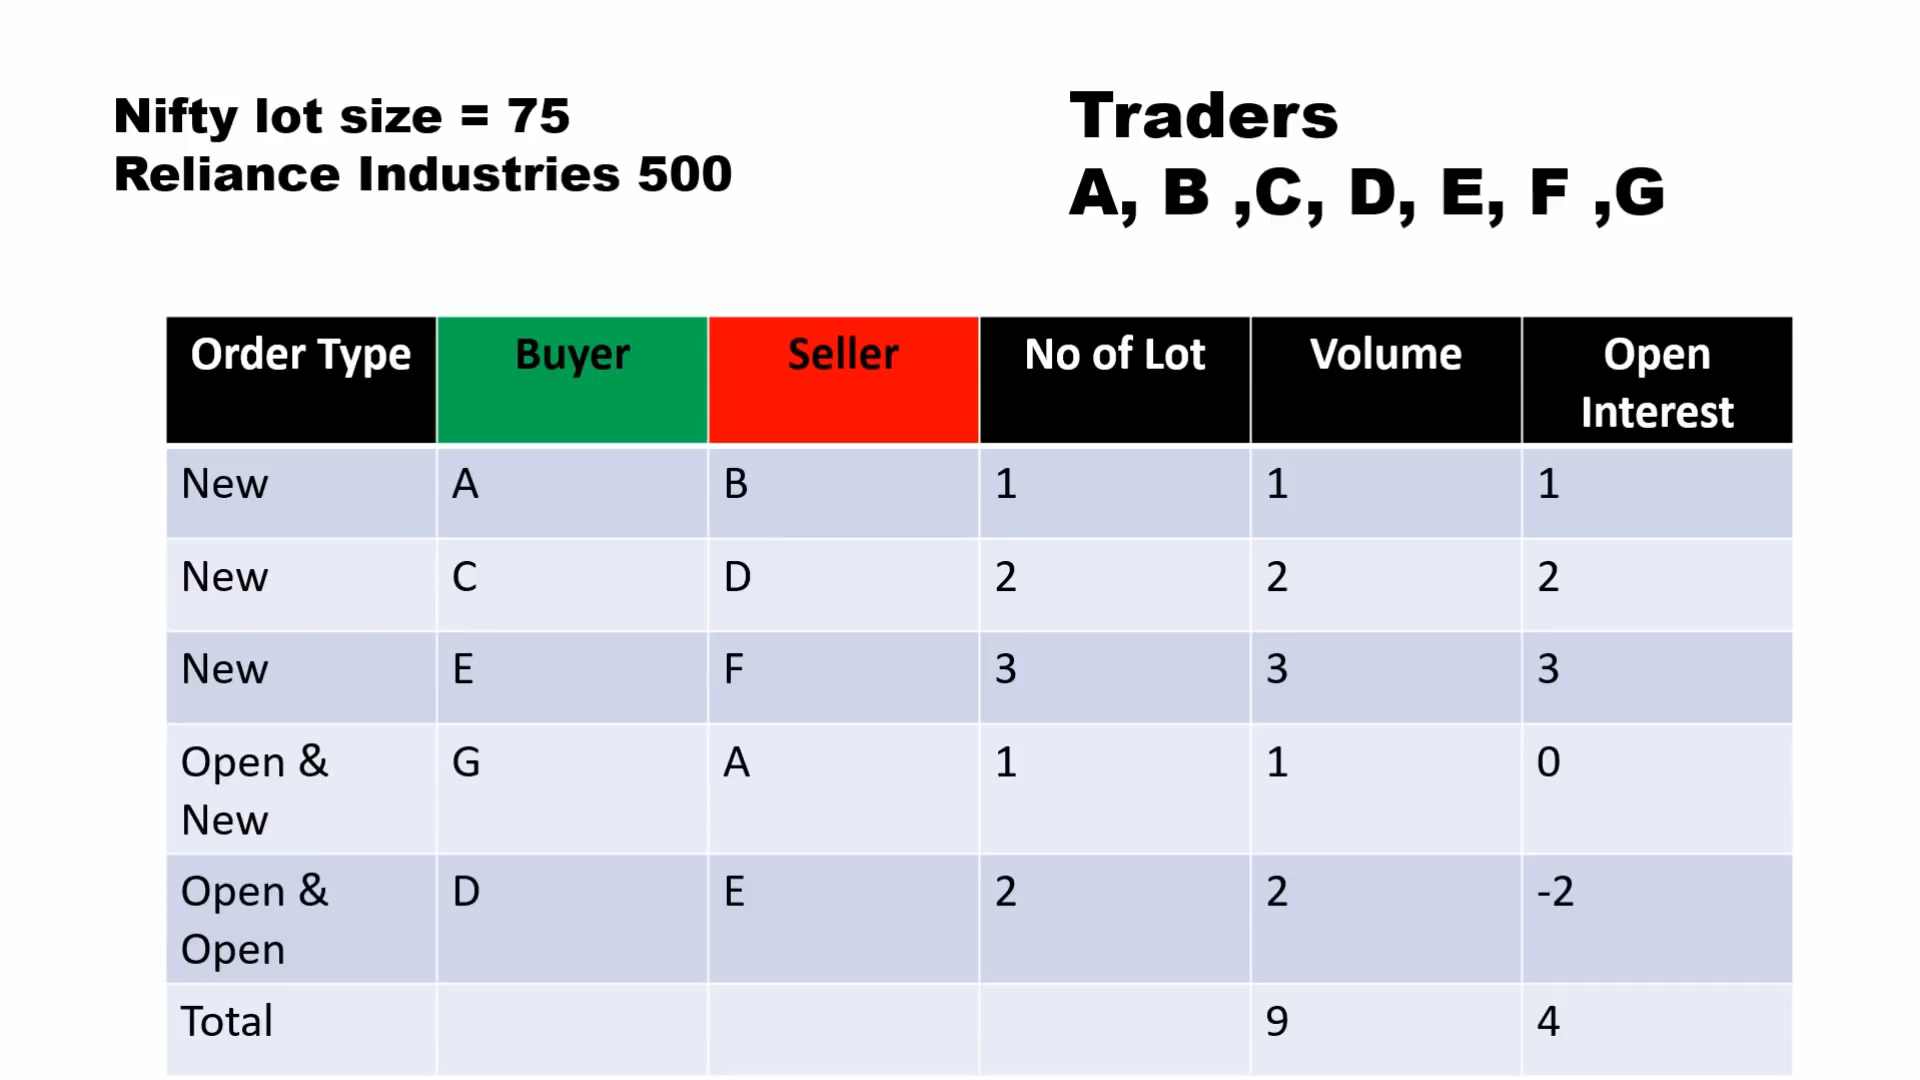 Nifty lot size = 75
Reliance Industries 500
Traders
A, B ,C, D, E, F ,G
Order Type Buyer Seller No of Lot Volume Open Interest
New A B 1 1 1
New C D 2 2 2
New E F 3 3 3
Open & New G A 1 1 0
Open & Open D E 2 2 -2
Total 9 4